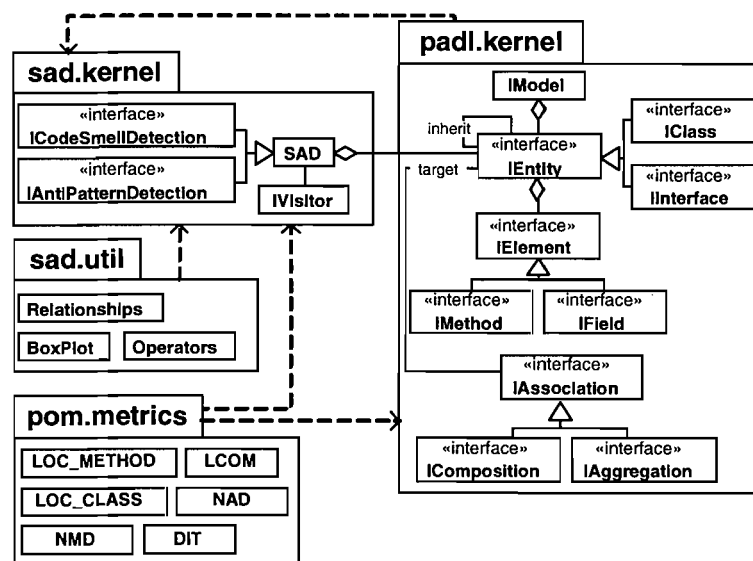 padl.kernel
sad.kernel
IModel
«interface»
ICodeSmellDetection
inherit
«interface»
IEntity
«interface»
IClass
SAD
«interface»
IAntiPatternDetection
target
«interface»
IInterface
IVisitor
«interface»
IElement
sad.util
Relationships
«interface»
IMethod
«interface»
IField
BoxPlot
Operators
«interface»
IAssociation
pom.metrics
«interface»
IComposition
«interface»
IAggregation
LOC_METHOD
LCOM
LOC_CLASS
NAD
NMD
DIT